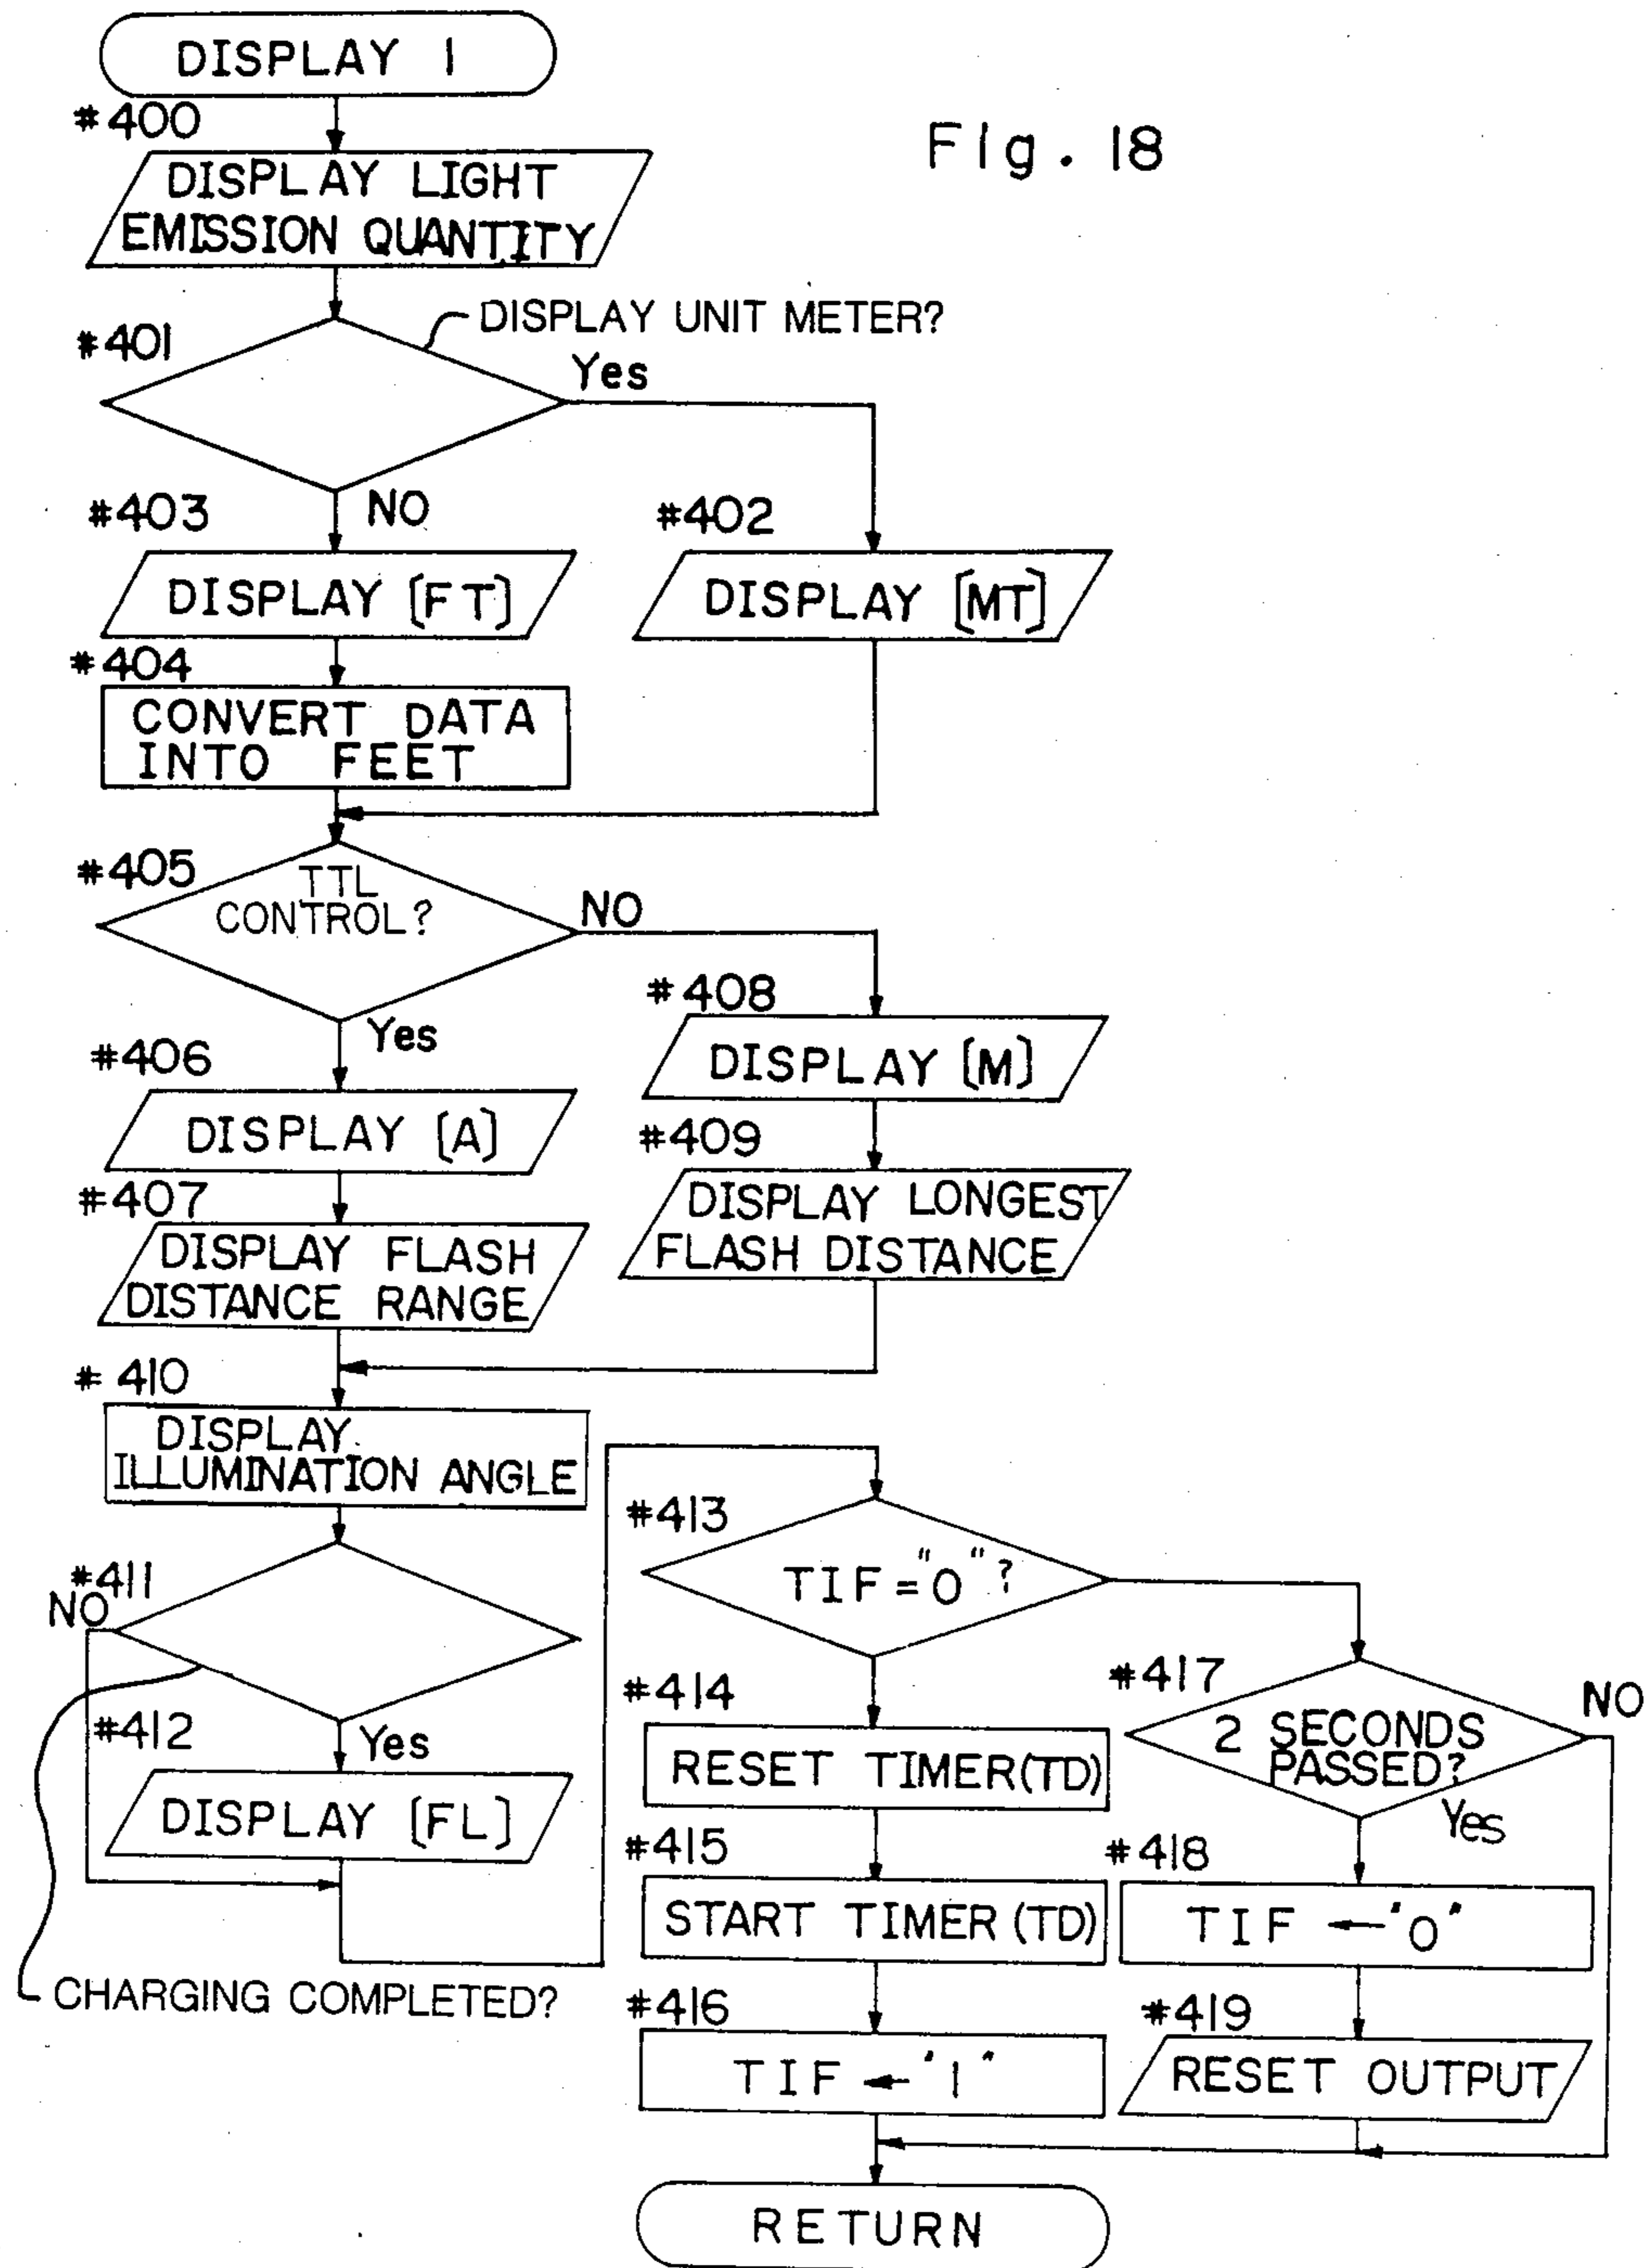 DISPLAY 1
Fig. 18
#400
DISPLAY LIGHT
EMISSION QUANTITY
#401
DISPLAY UNIT METER?
Yes
NO
#403
DISPLAY [FT]
#402
DISPLAY [MT]
#404
CONVERT DATA
INTO FEET
#405
TTL
CONTROL?
NO
Yes
#408
DISPLAY [M]
#406
DISPLAY [A]
#409
DISPLAY LONGEST
FLASH DISTANCE
#407
DISPLAY FLASH
DISTANCE RANGE
#410
DISPLAY
ILLUMINATION ANGLE
#411
NO
CHARGING COMPLETED?
Yes
#412
DISPLAY [FL]
#413
TIF = "0" ?
#414
RESET TIMER(TD)
#415
START TIMER (TD)
#416
TIF ← "1"
#417
2 SECONDS
PASSED?
NO
Yes
#418
TIF ← "0"
#419
RESET OUTPUT
RETURN